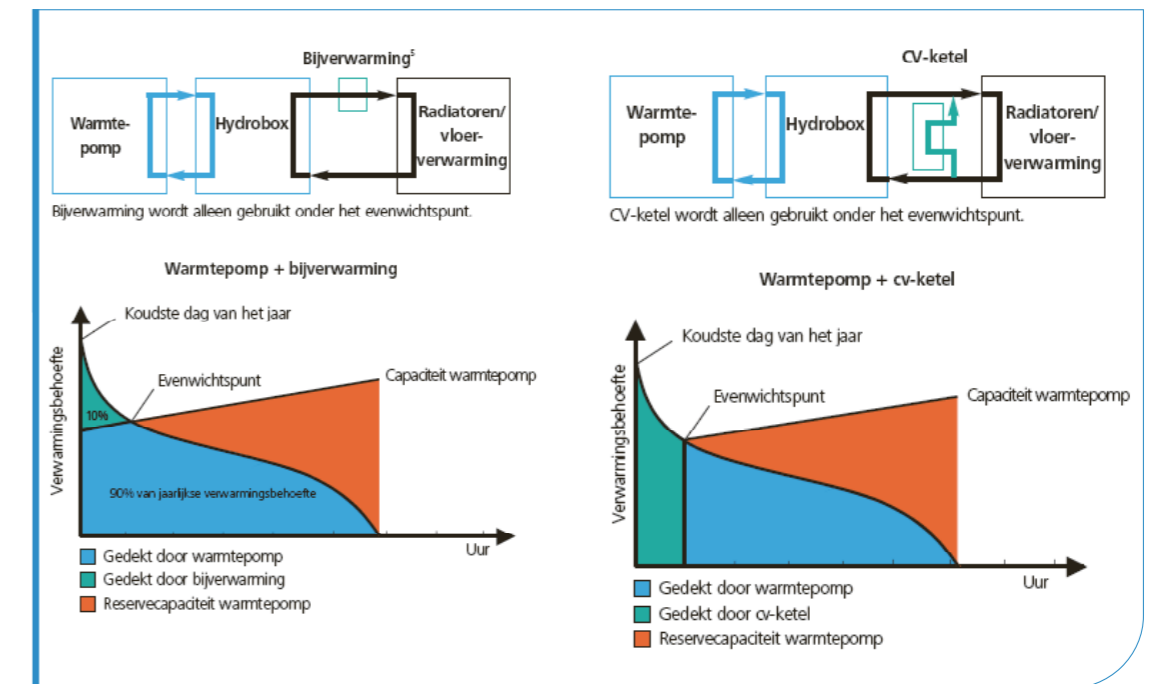 Bijverwarming⁵
Warmte-
pomp
Hydrobox
Radiatoren/
vloer-
verwarming
Bijverwarming wordt alleen gebruikt onder het evenwichtspunt.
Warmtepomp + bijverwarming
Koudste dag van het jaar
Evenwichtspunt
Capaciteit warmtepomp
Verwarmingsbehoefte
10%
90% van jaarlijkse verwarmingsbehoefte
Uur
Gedekt door warmtepomp
Gedekt door bijverwarming
Reservecapaciteit warmtepomp
CV-ketel
Warmte-
pomp
Hydrobox
Radiatoren/
vloer-
verwarming
CV-ketel wordt alleen gebruikt onder het evenwichtspunt.
Warmtepomp + cv-ketel
Koudste dag van het jaar
Evenwichtspunt
Capaciteit warmtepomp
Verwarmingsbehoefte
Uur
Gedekt door warmtepomp
Gedekt door cv-ketel
Reservecapaciteit warmtepomp